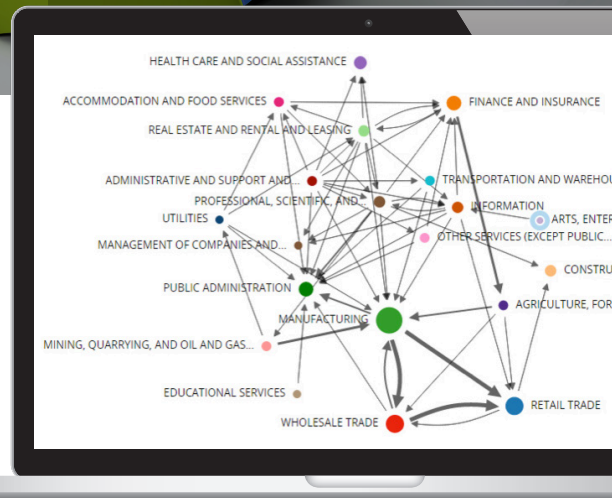 HEALTH CARE AND SOCIAL ASSISTANCE
ACCOMMODATION AND FOOD SERVICES
FINANCE AND INSURANCE
REAL ESTATE AND RENTAL AND LEASING
ADMINISTRATIVE AND SUPPORT AND...
TRANSPORTATION AND WAREHOU
PROFESSIONAL, SCIENTIFIC, AND...
INFORMATION
UTILITIES
ARTS, ENTER
OTHER SERVICES (EXCEPT PUBLIC...
MANAGEMENT OF COMPANIES AND...
CONSTRU
PUBLIC ADMINISTRATION
AGRICULTURE, FOR
MANUFACTURING
MINING, QUARRYING, AND OIL AND GAS...
EDUCATIONAL SERVICES
RETAIL TRADE
WHOLESALE TRADE